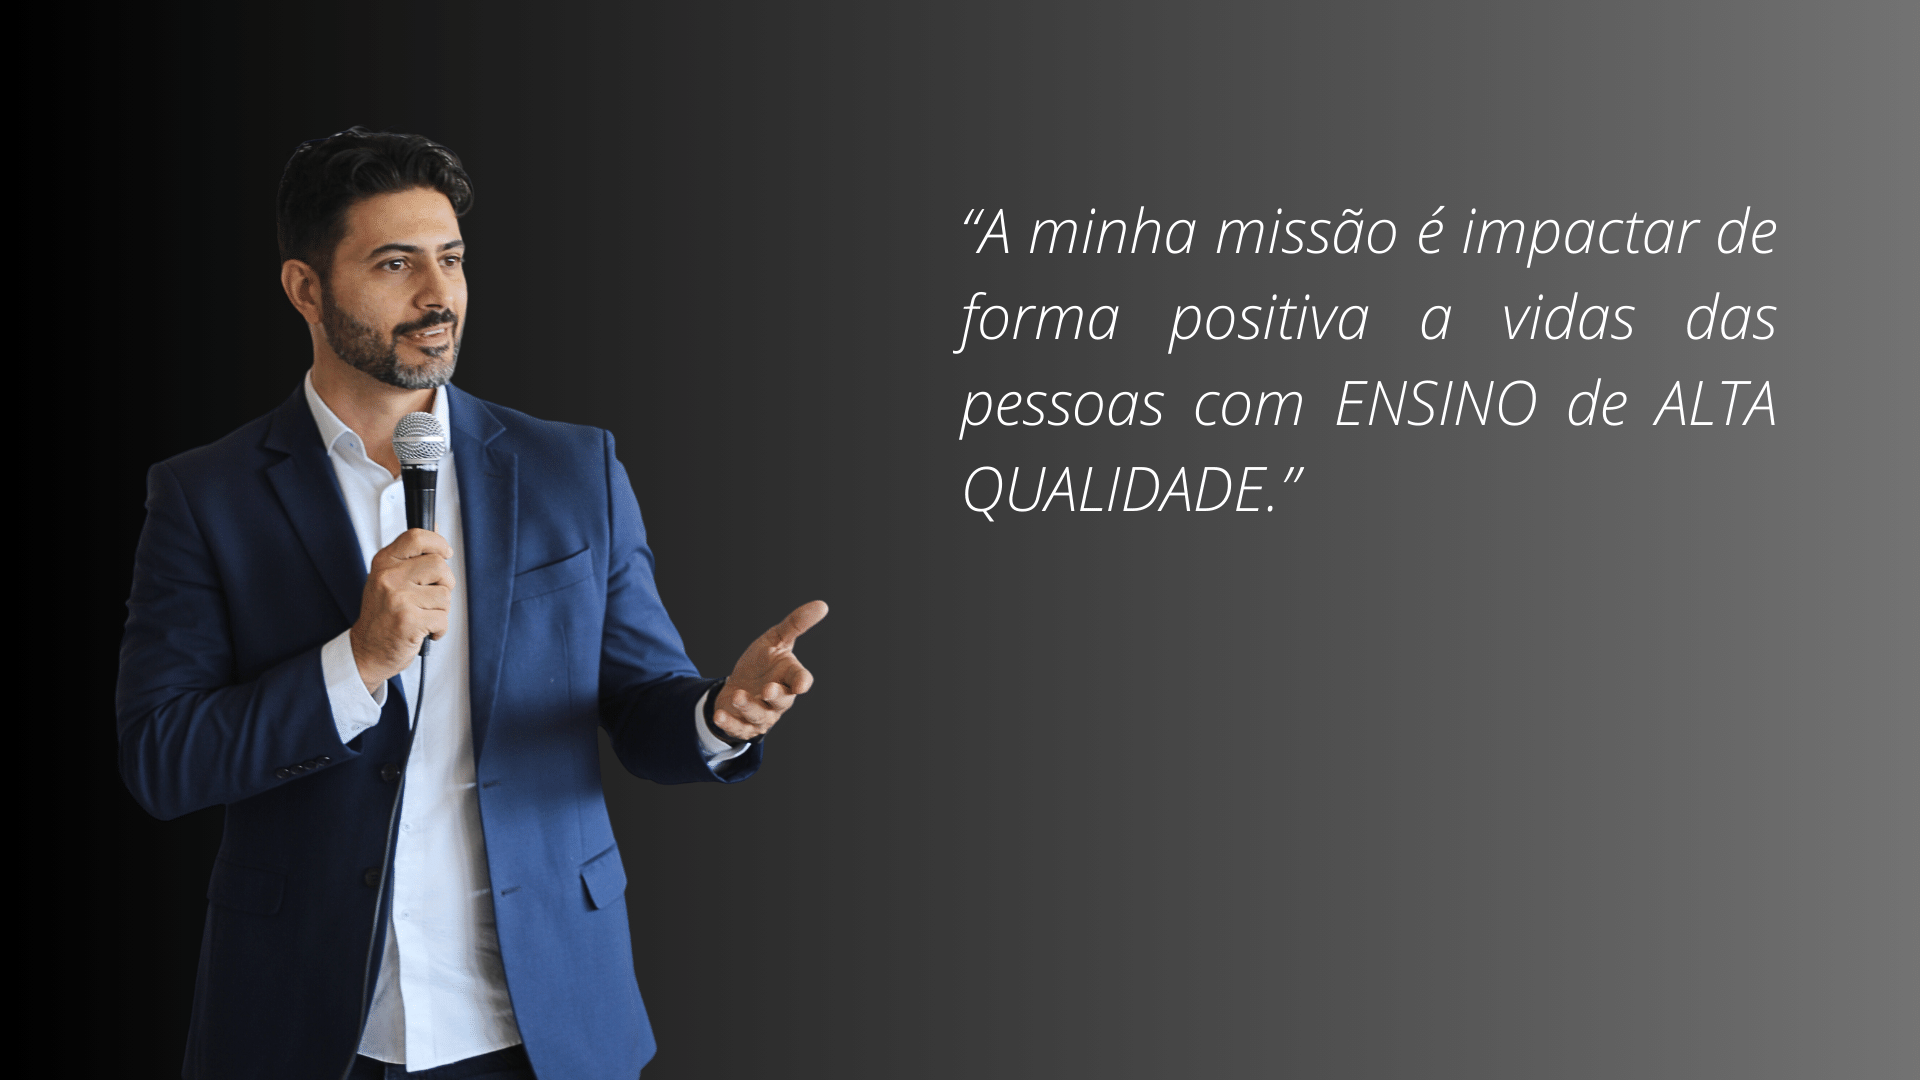 “A minha missão é impactar de
forma positiva a vidas das
pessoas com ENSINO de ALTA
QUALIDADE.”